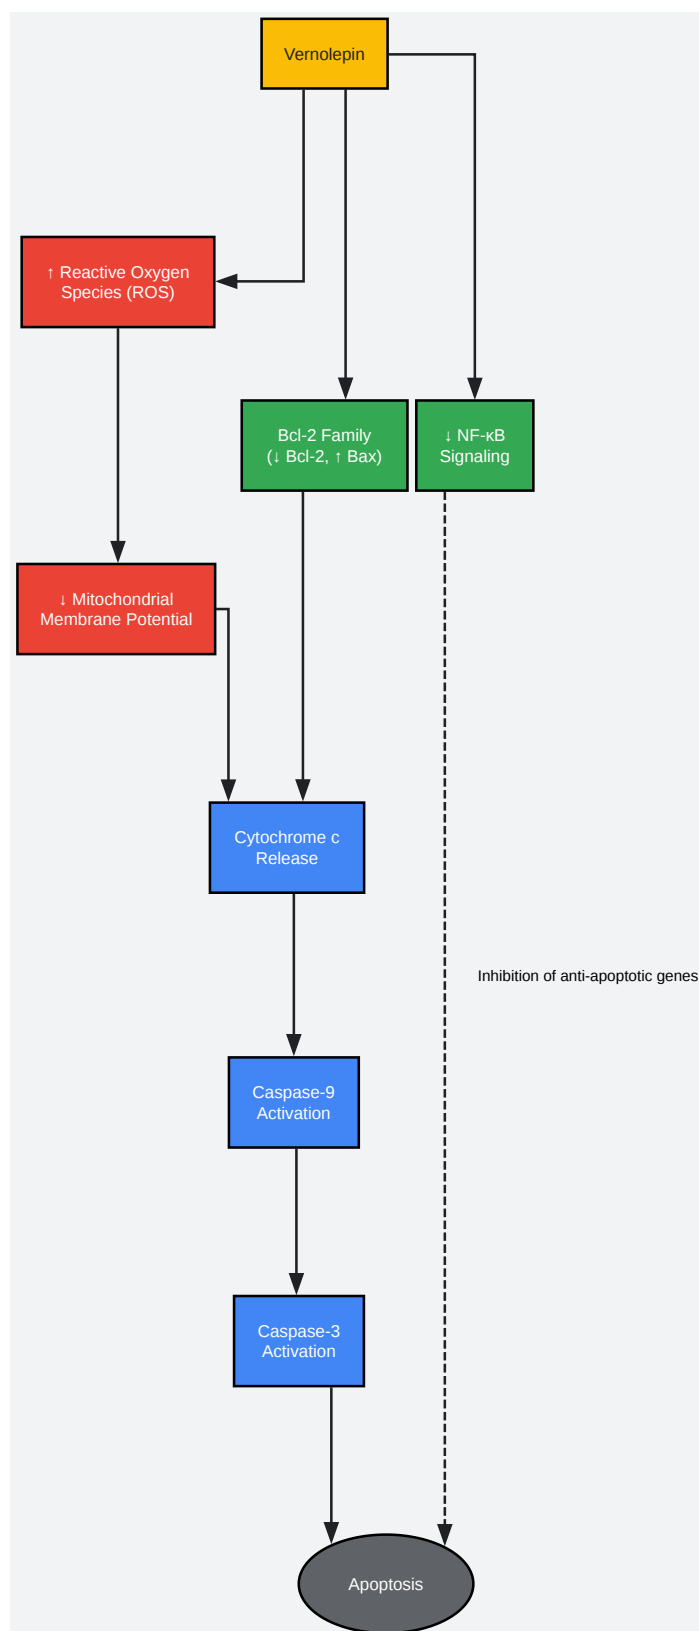 Vernolepin
↑ Reactive Oxygen
Species (ROS)
Bcl-2 Family
(↓ Bcl-2, ↑ Bax)
↓ NF-κB
Signaling
↓ Mitochondrial
Membrane Potential
Cytochrome c
Release
Inhibition of anti-apoptotic genes
Caspase-9
Activation
Caspase-3
Activation
Apoptosis